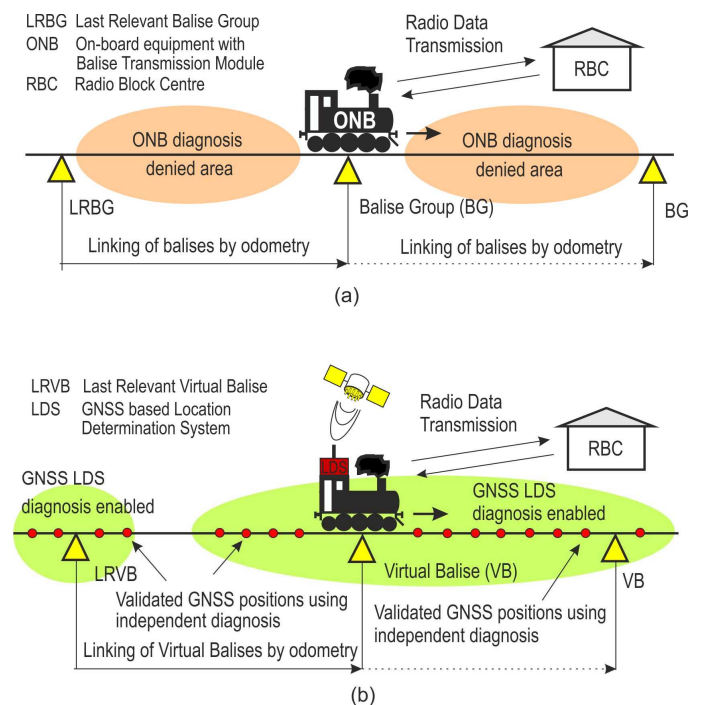 LRBG Last Relevant Balise Group
ONB On-board equipment with
Balise Transmission Module
RBC Radio Block Centre
Radio Data
Transmission
RBC
ONB
ONB diagnosis
denied area
ONB diagnosis
denied area
LRBG
Balise Group (BG)
BG
Linking of balises by odometry
Linking of balises by odometry
(a)
LRVB Last Relevant Virtual Balise
LDS GNSS based Location
Determination System
Radio Data
Transmission
RBC
LDS
GNSS LDS
diagnosis enabled
GNSS LDS
diagnosis enabled
LRVB
Virtual Balise (VB)
VB
Validated GNSS positions using
independent diagnosis
Validated GNSS positions using
independent diagnosis
Linking of Virtual Balises by odometry
(b)